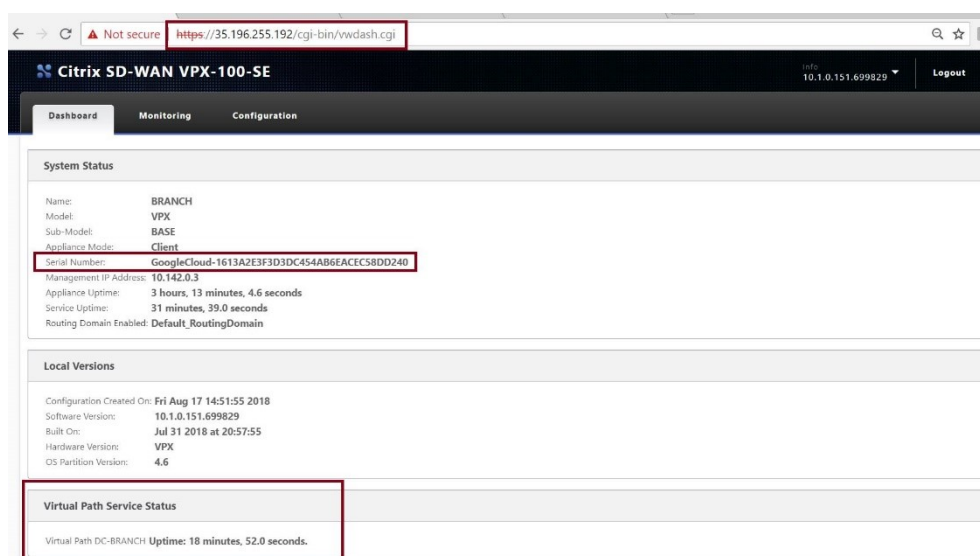 Not secure https://35.196.255.192/cgi-bin/vwdash.cgi
Citrix SD-WAN VPX-100-SE
Info
10.1.0.151.699829
Logout
Dashboard Monitoring Configuration
System Status
Name: BRANCH
Model: VPX
Sub-Model: BASE
Appliance Mode: Client
Serial Number: GoogleCloud-1613A2E3F3D3DC454AB6EACEC58DD240
Management IP Address: 10.142.0.3
Appliance Uptime: 3 hours, 13 minutes, 4.6 seconds
Service Uptime: 31 minutes, 39.0 seconds
Routing Domain Enabled: Default_RoutingDomain
Local Versions
Configuration Created On: Fri Aug 17 14:51:55 2018
Software Version: 10.1.0.151.699829
Built On: Jul 31 2018 at 20:57:55
Hardware Version: VPX
OS Partition Version: 4.6
Virtual Path Service Status
Virtual Path DC-BRANCH Uptime: 18 minutes, 52.0 seconds.